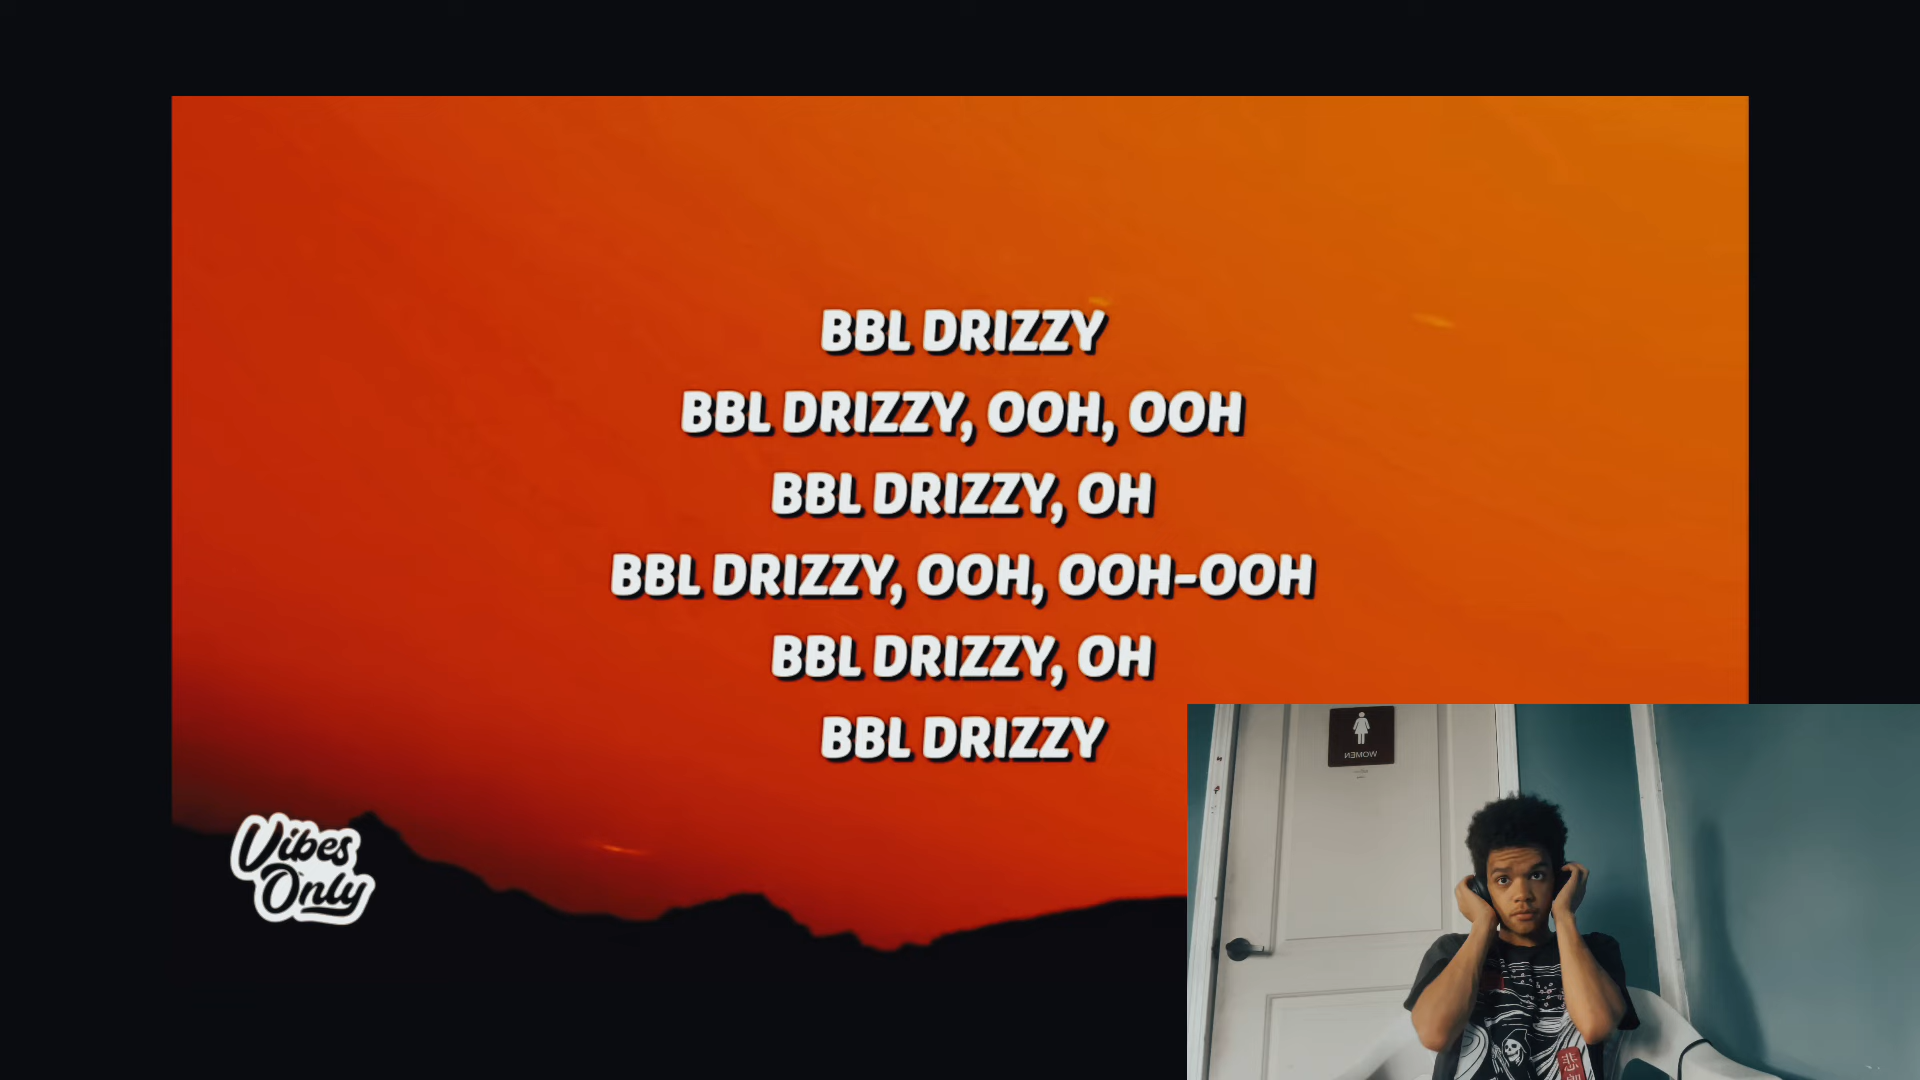 BBL DRIZZY
BBL DRIZZY, OOH, OOH
BBL DRIZZY, OH
BBL DRIZZY, OOH, OOH-OOH
BBL DRIZZY, OH
BBL DRIZZY
Vibes
Only
WOMEN
悲